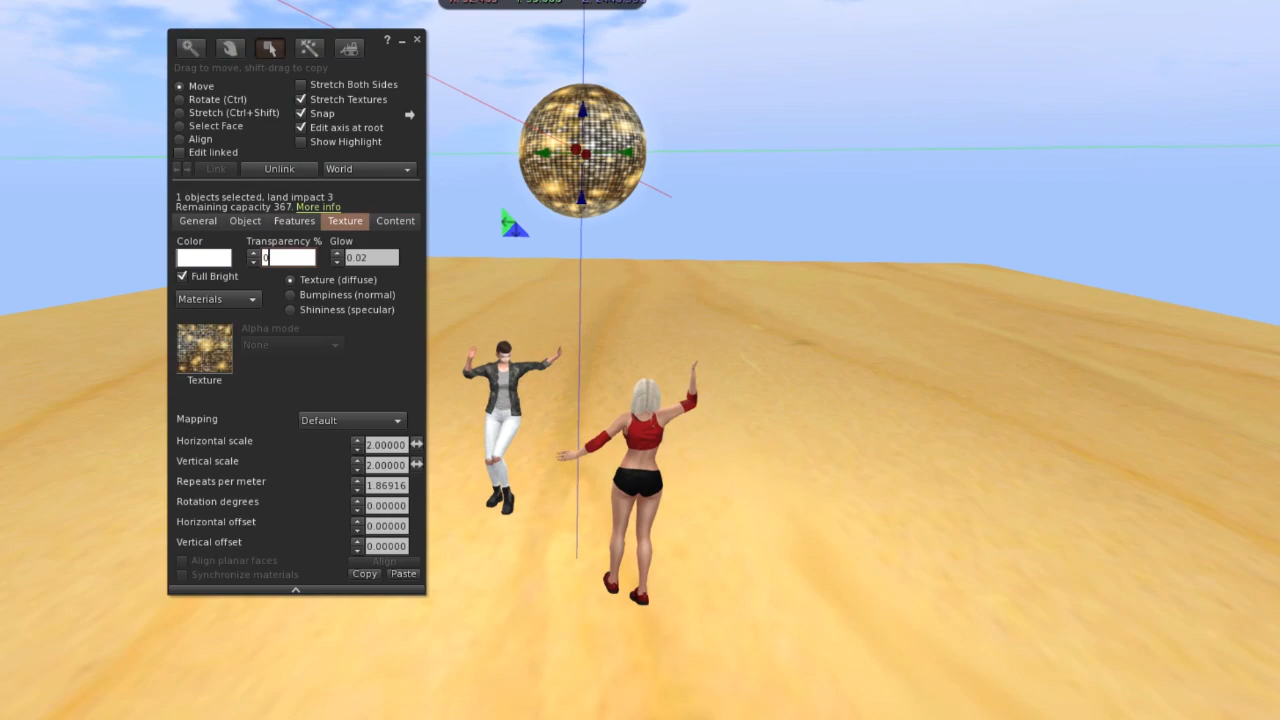 ? _ ×
Drag to move, shift-drag to copy
Move
Stretch Both Sides
Rotate (Ctrl)
Stretch Textures
Stretch (Ctrl+Shift)
Snap
Select Face
Edit axis at root
Align
Show Highlight
Edit linked
Link Unlink World
1 objects selected, land impact 3
Remaining capacity 367. More info
General Object Features Texture Content
Color Transparency % Glow
0 0.02
Full Bright
Texture (diffuse)
Materials
Bumpiness (normal)
Shininess (specular)
Alpha mode
None
Texture
Mapping Default
Horizontal scale 2.00000
Vertical scale 2.00000
Repeats per meter 1.86916
Rotation degrees 0.00000
Horizontal offset 0.00000
Vertical offset 0.00000
Align planar faces Align
Synchronize materials Copy Paste